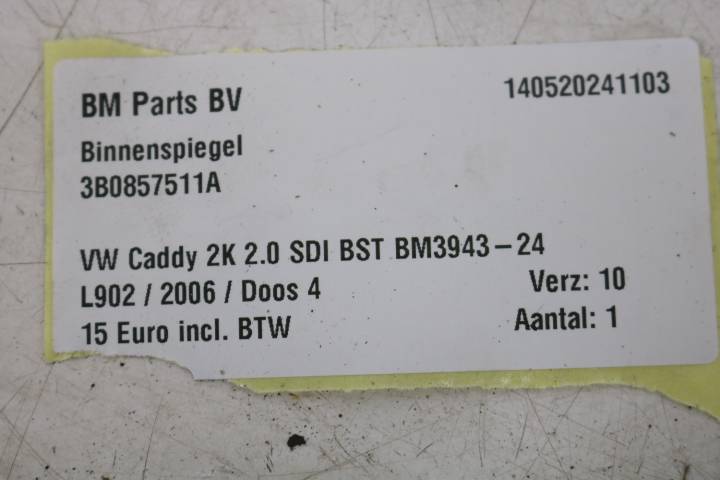 BM Parts BV 140520241103
Binnenspiegel
3B0857511A
VW Caddy 2K 2.0 SDI BST BM3943-24
L902 / 2006 / Doos 4 Verz: 10
15 Euro incl. BTW Aantal: 1